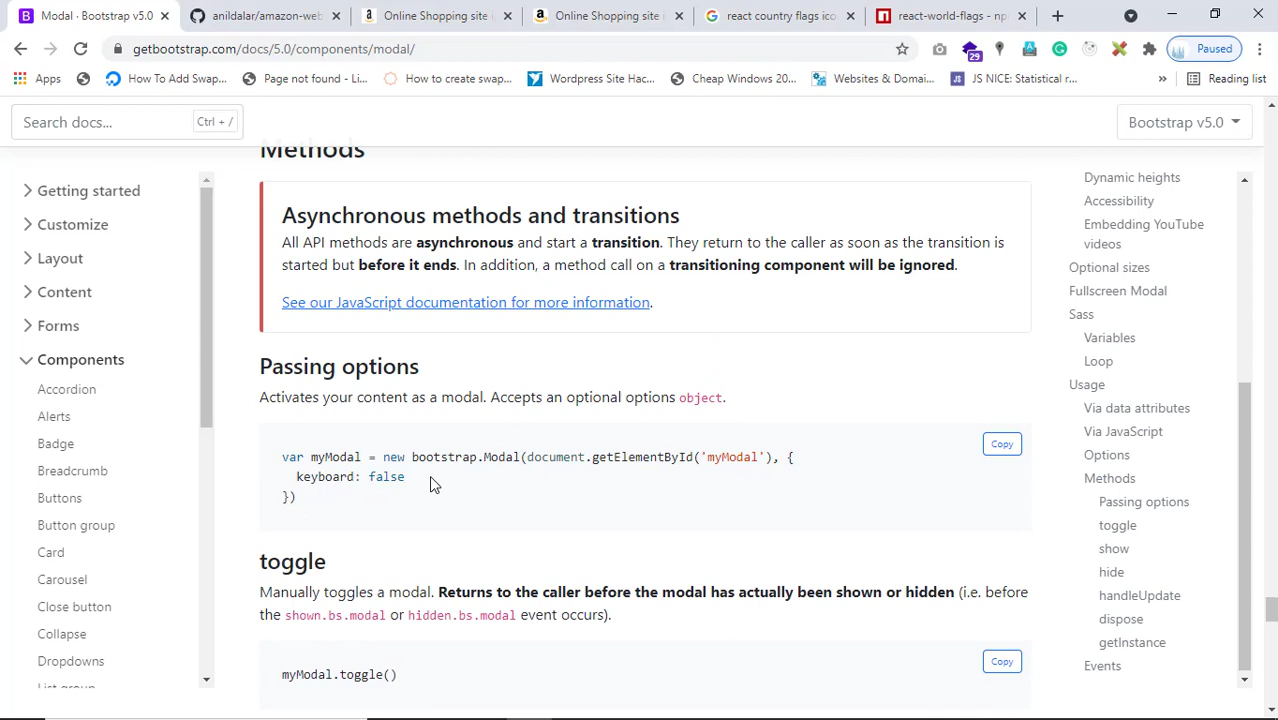 Modal · Bootstrap v5.0
anildalar/amazon-web
Online Shopping site i
Online Shopping site i
react country flags ico
react-world-flags - np
getbootstrap.com/docs/5.0/components/modal/
29
Paused
Apps
How To Add Swap...
Page not found - Li...
How to create swap...
Wordpress Site Hac...
Cheap Windows 20...
Websites & Domai...
JS NICE: Statistical r...
»
Reading list
Search docs...
Ctrl + /
Bootstrap v5.0
Getting started
Customize
Layout
Content
Forms
Components
Accordion
Alerts
Badge
Breadcrumb
Buttons
Button group
Card
Carousel
Close button
Collapse
Dropdowns
List group
Methods
Asynchronous methods and transitions
All API methods are asynchronous and start a transition. They return to the caller as soon as the transition is
started but before it ends. In addition, a method call on a transitioning component will be ignored.
See our JavaScript documentation for more information.
Passing options
Activates your content as a modal. Accepts an optional options object.
Copy
var myModal = new bootstrap.Modal(document.getElementById('myModal'), {
keyboard: false
})
toggle
Manually toggles a modal. Returns to the caller before the modal has actually been shown or hidden (i.e. before
the shown.bs.modal or hidden.bs.modal event occurs).
Copy
myModal.toggle()
Dynamic heights
Accessibility
Embedding YouTube
videos
Optional sizes
Fullscreen Modal
Sass
Variables
Loop
Usage
Via data attributes
Via JavaScript
Options
Methods
Passing options
toggle
show
hide
handleUpdate
dispose
getInstance
Events